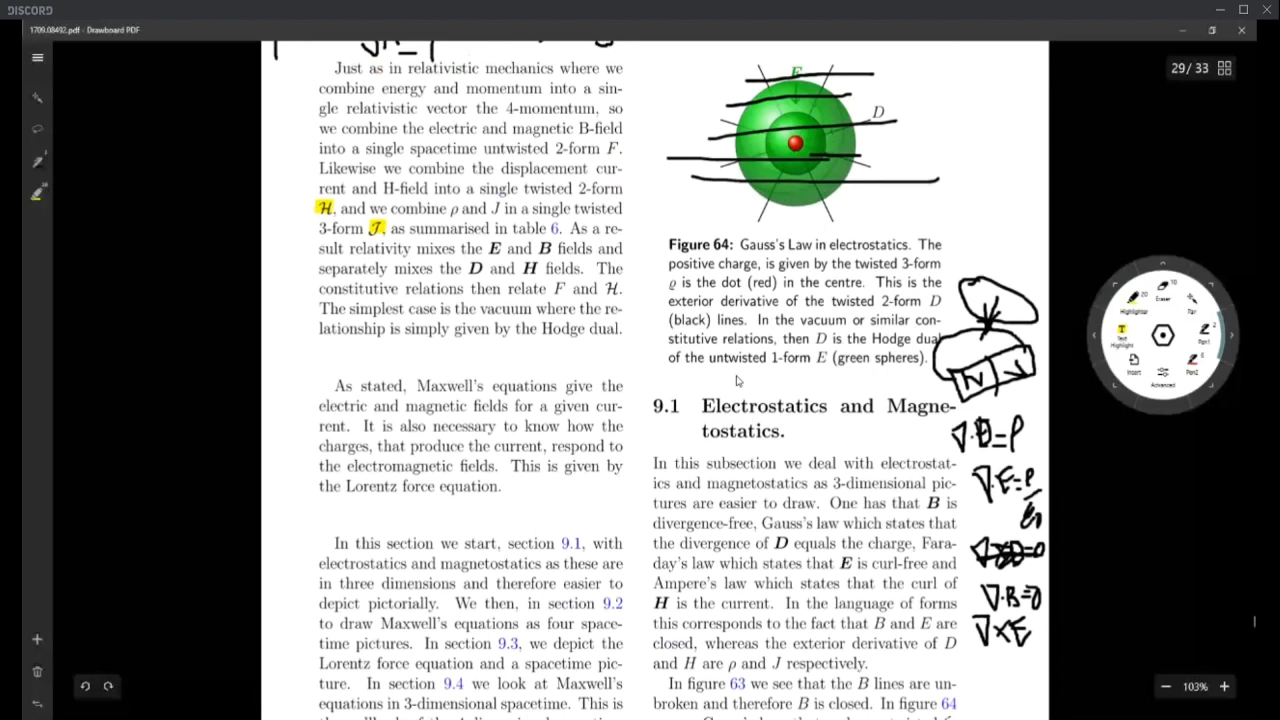 DISCORD
1709.08492.pdf - Drawboard PDF
29 / 33
Just as in relativistic mechanics where we
combine energy and momentum into a sin-
gle relativistic vector the 4-momentum, so
we combine the electric and magnetic B-field
into a single spacetime untwisted 2-form F.
Likewise we combine the displacement cur-
rent and H-field into a single twisted 2-form
ℋ, and we combine ρ and J in a single twisted
3-form 𝒥, as summarised in table 6. As a re-
sult relativity mixes the E and B fields and
separately mixes the D and H fields. The
constitutive relations then relate F and ℋ.
The simplest case is the vacuum where the re-
lationship is simply given by the Hodge dual.
As stated, Maxwell's equations give the
electric and magnetic fields for a given cur-
rent. It is also necessary to know how the
charges, that produce the current, respond to
the electromagnetic fields. This is given by
the Lorentz force equation.
In this section we start, section 9.1, with
electrostatics and magnetostatics as these are
in three dimensions and therefore easier to
depict pictorially. We then, in section 9.2
to draw Maxwell's equations as four space-
time pictures. In section 9.3, we depict the
Lorentz force equation and a spacetime pic-
ture. In section 9.4 we look at Maxwell's
equations in 3-dimensional spacetime. This is
E
D
Figure 64: Gauss's Law in electrostatics. The
positive charge, is given by the twisted 3-form
ϱ is the dot (red) in the centre. This is the
exterior derivative of the twisted 2-form D
(black) lines. In the vacuum or similar con-
stitutive relations, then D is the Hodge dual
of the untwisted 1-form E (green spheres).
9.1 Electrostatics and Magne-
tostatics.
In this subsection we deal with electrostat-
ics and magnetostatics as 3-dimensional pic-
tures are easier to draw. One has that B is
divergence-free, Gauss's law which states that
the divergence of D equals the charge, Fara-
day's law which states that E is curl-free and
Ampere's law which states that the curl of
H is the current. In the language of forms
this corresponds to the fact that B and E are
closed, whereas the exterior derivative of D
and H are ρ and J respectively.
In figure 63 we see that the B lines are un-
broken and therefore B is closed. In figure 64
∇·D=ρ
∇·E=ρ/ε0
∇·B=0
∇×E
Highlighter
Eraser
Pan
Text
Highlight
Pen1
Insert
Pen2
Advanced
103%